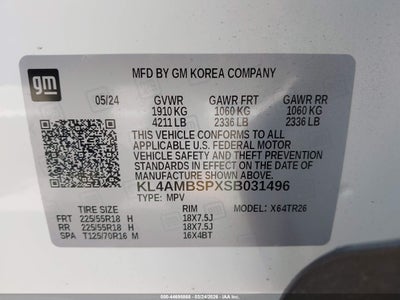 gm
MFD BY GM KOREA COMPANY
05/24 GVWR GAWR FRT GAWR RR
1910 KG 1060 KG 1060 KG
4211 LB 2336 LB 2336 LB
THIS VEHICLE CONFORMS TO ALL
APPLICABLE U.S. FEDERAL MOTOR
VEHICLE SAFETY AND THEFT PREVENTION
STANDARDS IN EFFECT ON THE DATE
OF MANUFACTURE SHOWN ABOVE.
KL4AMBSPXSB031496
TYPE: MPV MODEL: X64TR26
TIRE SIZE RIM
FRT 225/55R18 H 18X7.5J
RR 225/55R18 H 18X7.5J
SPA T125/70R16 M 16X4BT